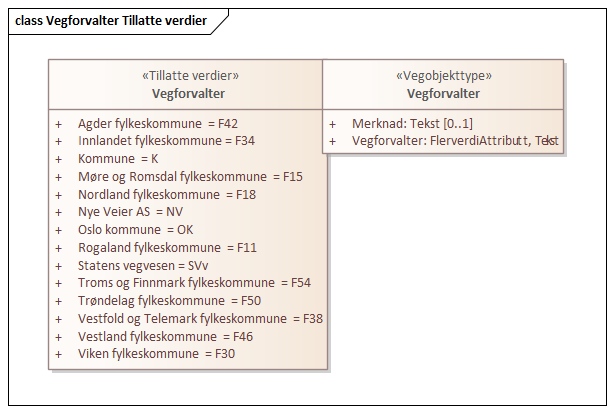 class Vegforvalter Tillatte verdier
«Tillatte verdier»
Vegforvalter
+ Agder fylkeskommune = F42
+ Innlandet fylkeskommune = F34
+ Kommune = K
+ Møre og Romsdal fylkeskommune = F15
+ Nordland fylkeskommune = F18
+ Nye Veier AS = NV
+ Oslo kommune = OK
+ Rogaland fylkeskommune = F11
+ Statens vegvesen = SVv
+ Troms og Finnmark fylkeskommune = F54
+ Trøndelag fylkeskommune = F50
+ Vestfold og Telemark fylkeskommune = F38
+ Vestland fylkeskommune = F46
+ Viken fylkeskommune = F30
«Vegobjekttype»
Vegforvalter
+ Merknad: Tekst [0..1]
+ Vegforvalter: FlerverdiAttributt, Tekst